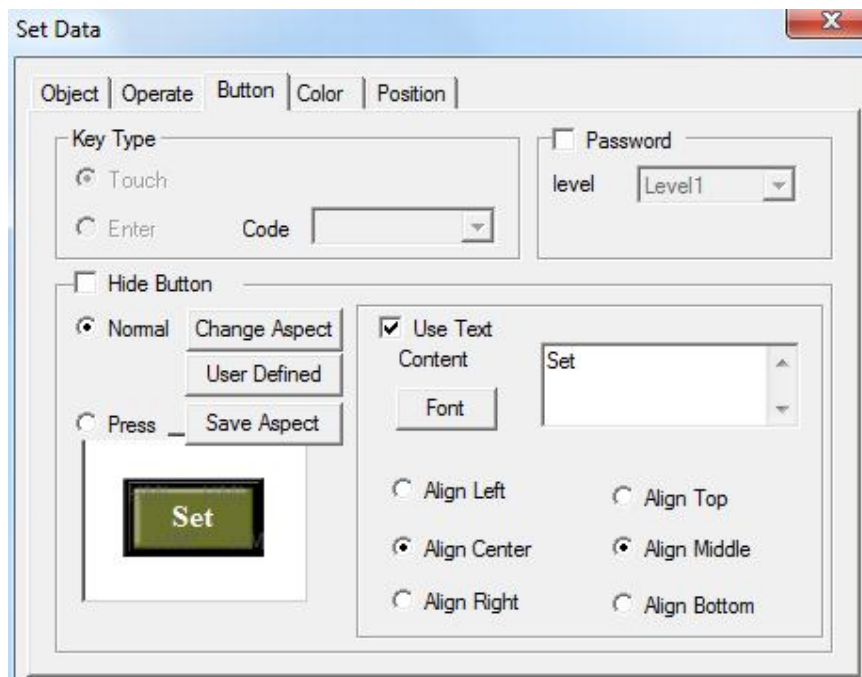 Set Data
Object Operate Button Color Position
Key Type
Touch
Enter Code
Password
level Level1
Hide Button
Normal Change Aspect
User Defined
Press Save Aspect
Set
Use Text
Content Set
Font
Align Left Align Top
Align Center Align Middle
Align Right Align Bottom